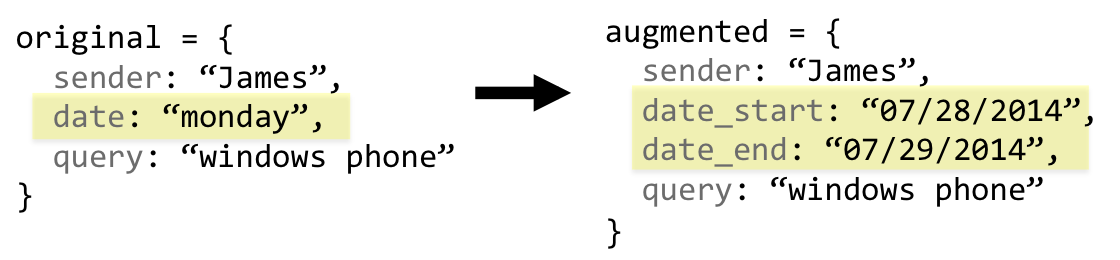 original = {
sender: “James”,
date: “monday”,
query: “windows phone”
}
augmented = {
sender: “James”,
date_start: “07/28/2014”,
date_end: “07/29/2014”,
query: “windows phone”
}